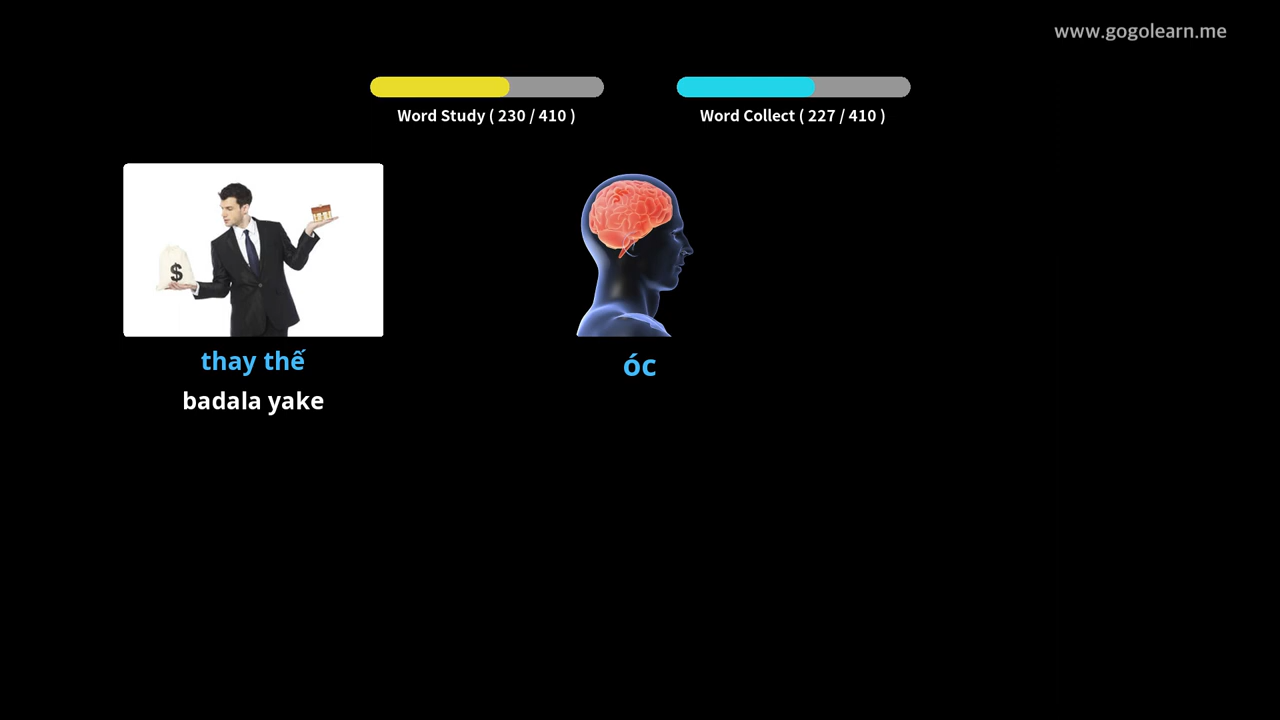 www.gogolearn.me
Word Study ( 230 / 410 )
Word Collect ( 227 / 410 )
$
thay thế
badala yake
óc